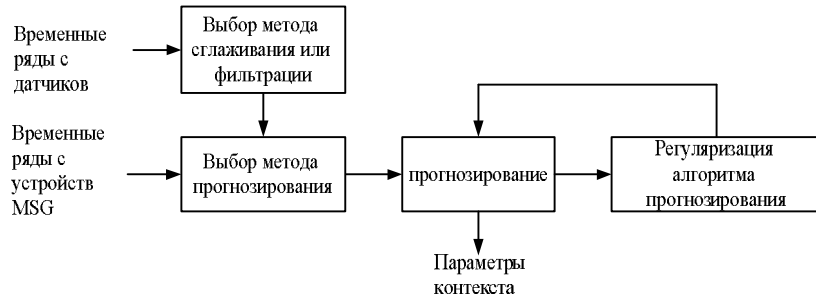 Временные
ряды с
датчиков
Выбор метода
сглаживания или
фильтрации
Временные
ряды с
устройств
MSG
Выбор метода
прогнозирования
прогнозирование
Регуляризация
алгоритма
прогнозирования
Параметры
контекста